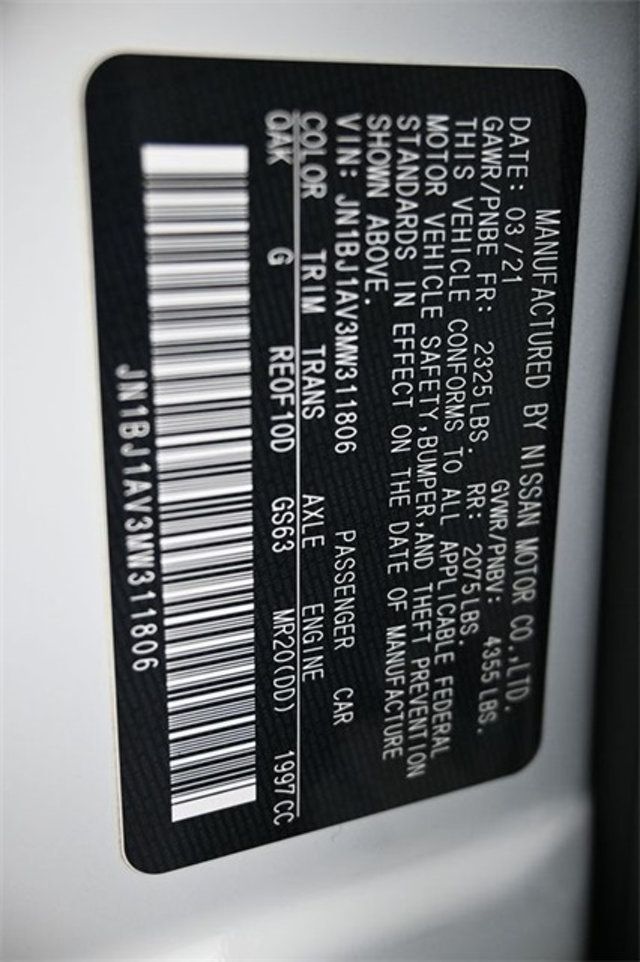 MANUFACTURED BY NISSAN MOTOR CO.,LTD.
DATE: 03/21 GVWR/PNBV: 4355 LBS.
GAWR/PNBE FR: 2325LBS. RR: 2075LBS.
THIS VEHICLE CONFORMS TO ALL APPLICABLE FEDERAL
MOTOR VEHICLE SAFETY,BUMPER,AND THEFT PREVENTION
STANDARDS IN EFFECT ON THE DATE OF MANUFACTURE
SHOWN ABOVE.
VIN: JN1BJ1AV3MW311806 PASSENGER CAR
COLOR TRIM TRANS AXLE ENGINE
QAK G RE0F10D GS63 MR20(DD) 1997CC
JN1BJ1AV3MW311806